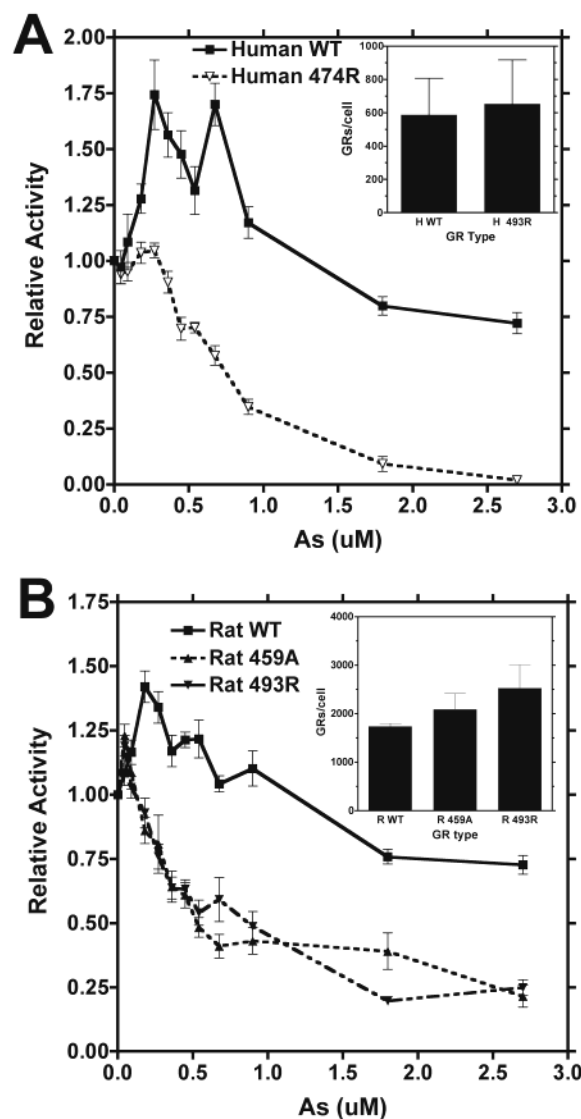 A
Human WT
Human 474R
2.00
1.75
1.50
1.25
1.00
0.75
0.50
0.25
0.00
Relative Activity
0.0 0.5 1.0 1.5 2.0 2.5 3.0
As (uM)
1000
800
600
400
200
0
GRs/cell
H WT H 493R
GR Type
B
Rat WT
Rat 459A
Rat 493R
1.75
1.50
1.25
1.00
0.75
0.50
0.25
0.00
Relative Activity
0.0 0.5 1.0 1.5 2.0 2.5 3.0
As (uM)
4000
3000
2000
1000
0
GRs/cell
R WT R 459A R 493R
GR type